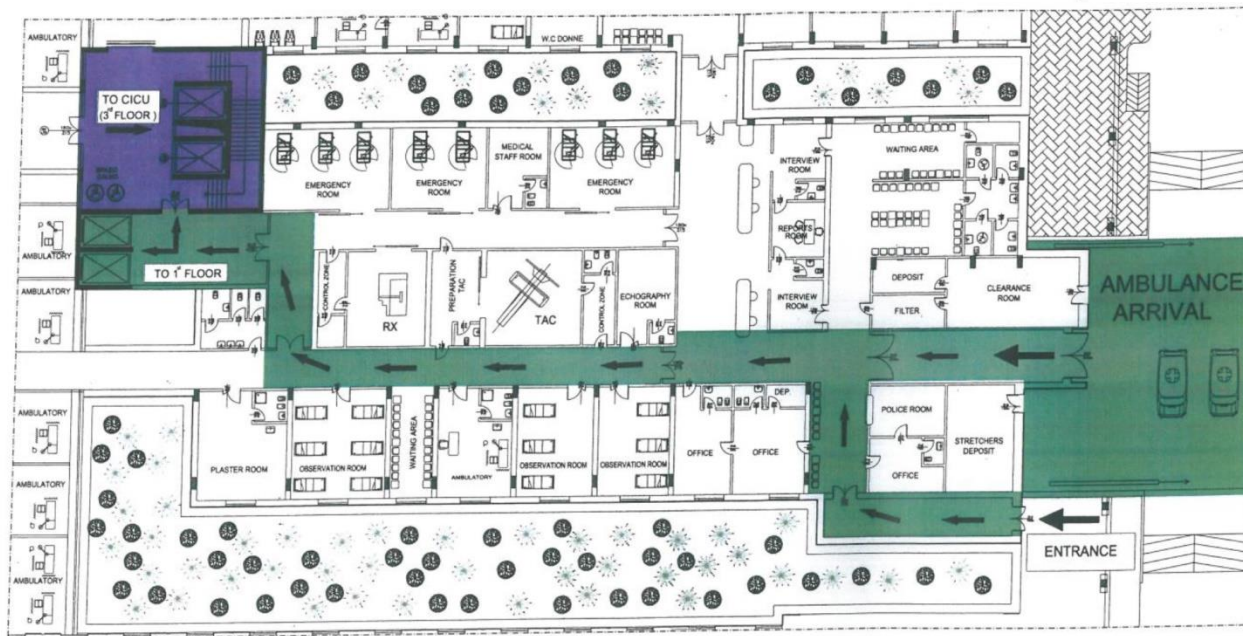 AMBULATORY
W.C DONNE
TO CICU
(3rd FLOOR )
MEDICAL
STAFF ROOM
WAITING AREA
INTERVIEW
ROOM
EMERGENCY
ROOM
EMERGENCY
ROOM
EMERGENCY
ROOM
AMBULATORY
REPORTS
ROOM
TO 1st FLOOR
AMBULATORY
CONTROL ZONE
RX
PREPARATION
TAC
TAC
CONTROL ZONE
ECHOGRAPHY
ROOM
INTERVIEW
ROOM
DEPOSIT
FILTER
CLEARANCE
ROOM
AMBULANCE
ARRIVAL
AMBULATORY
PLASTER ROOM
OBSERVATION ROOM
WAITING AREA
AMBULATORY
OBSERVATION ROOM
OBSERVATION ROOM
OFFICE
OFFICE
DEP.
POLICE ROOM
OFFICE
STRETCHERS
DEPOSIT
AMBULATORY
ENTRANCE
AMBULATORY